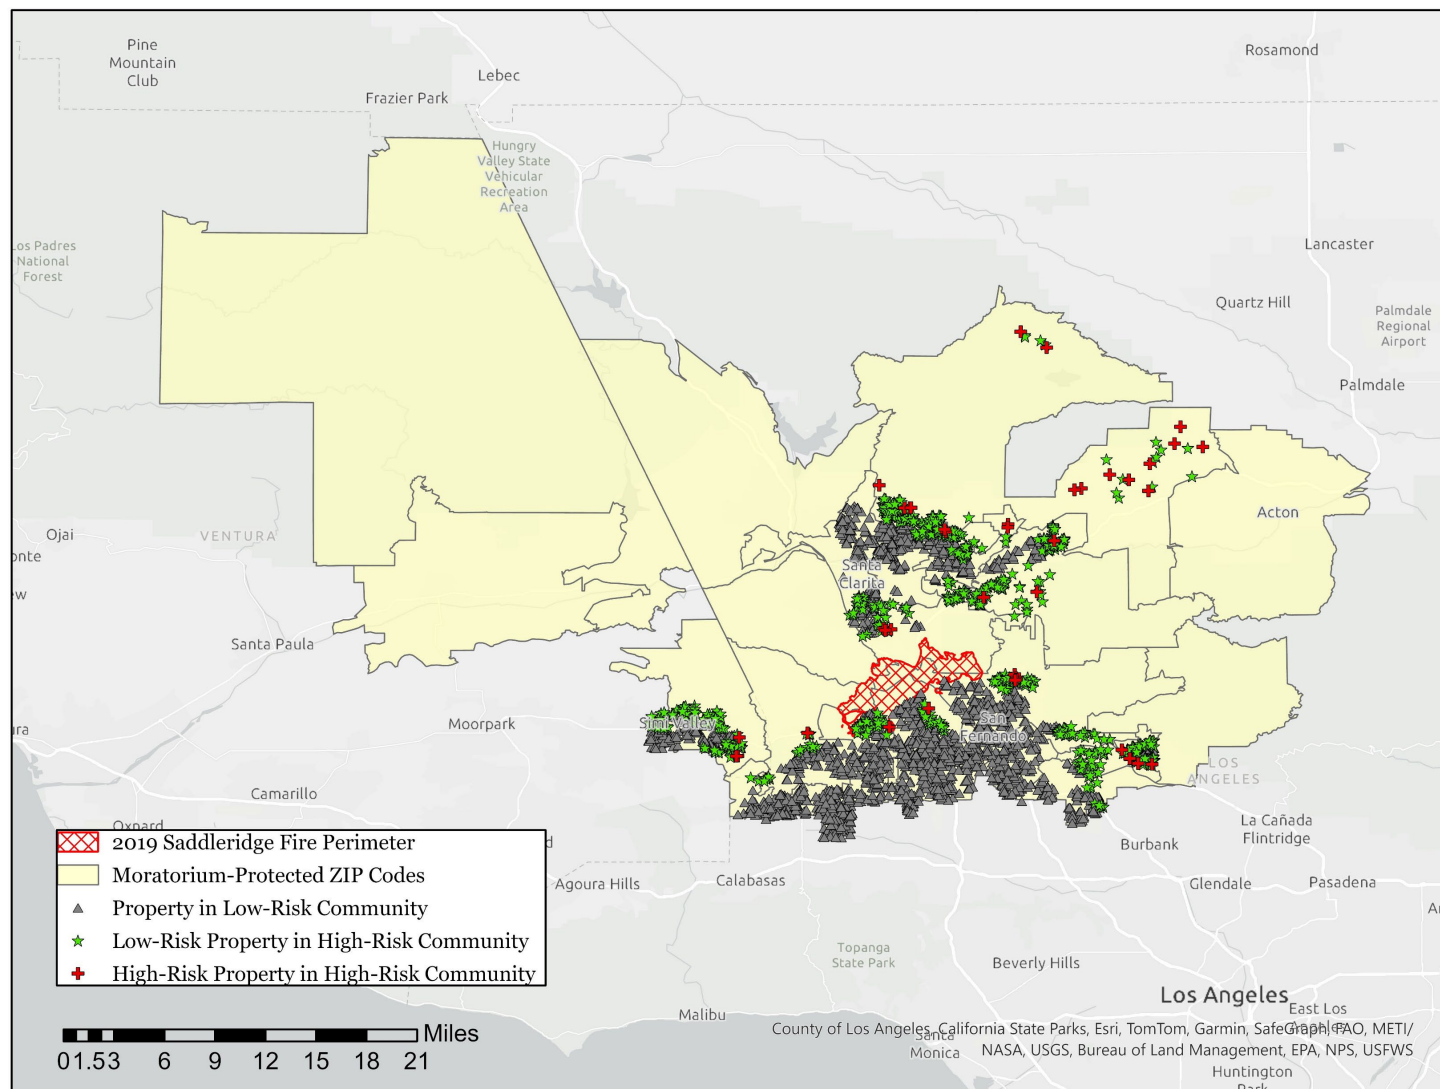 Pine
Mountain
Club
Rosamond
Lebec
Frazier Park
Hungry
Valley State
Vehicular
Recreation
Area
Los Padres
National
Forest
Lancaster
Quartz Hill
Palmdale
Regional
Airport
Palmdale
Acton
Ojai
VENTURA
Santa
Clarita
Santa Paula
Moorpark
Simi Valley
San
Fernando
LOS
ANGELES
Camarillo
Oxnard
La Cañada
Flintridge
Burbank
Agoura Hills
Calabasas
Glendale
Pasadena
2019 Saddleridge Fire Perimeter
Moratorium-Protected ZIP Codes
Property in Low-Risk Community
Low-Risk Property in High-Risk Community
High-Risk Property in High-Risk Community
Topanga
State Park
Beverly Hills
Los Angeles
East Los
Angeles
Malibu
Santa
Monica
Huntington
Park
Miles
0 1.5 3 6 9 12 15 18 21
County of Los Angeles, California State Parks, Esri, TomTom, Garmin, SafeGraph, FAO, METI/
NASA, USGS, Bureau of Land Management, EPA, NPS, USFWS